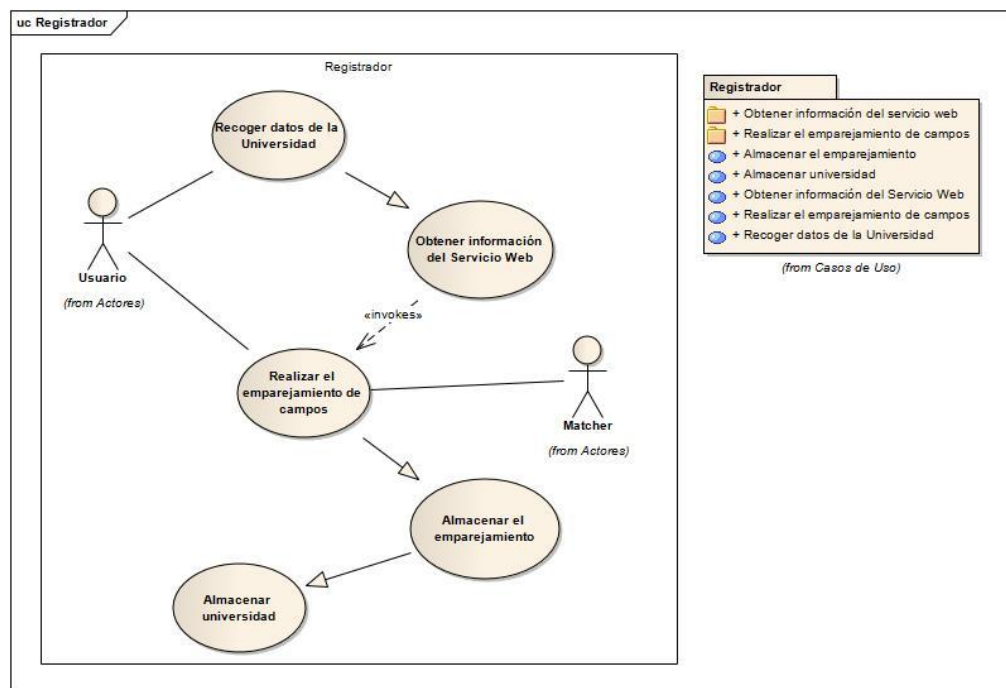 uc Registrador
Registrador
Recoger datos de la
Universidad
Usuario
(from Actores)
Obtener información
del Servicio Web
«invokes»
Realizar el
emparejamiento de
campos
Matcher
(from Actores)
Almacenar el
emparejamiento
Almacenar
universidad
Registrador
+ Obtener información del servicio web
+ Realizar el emparejamiento de campos
+ Almacenar el emparejamiento
+ Almacenar universidad
+ Obtener información del Servicio Web
+ Realizar el emparejamiento de campos
+ Recoger datos de la Universidad
(from Casos de Uso)